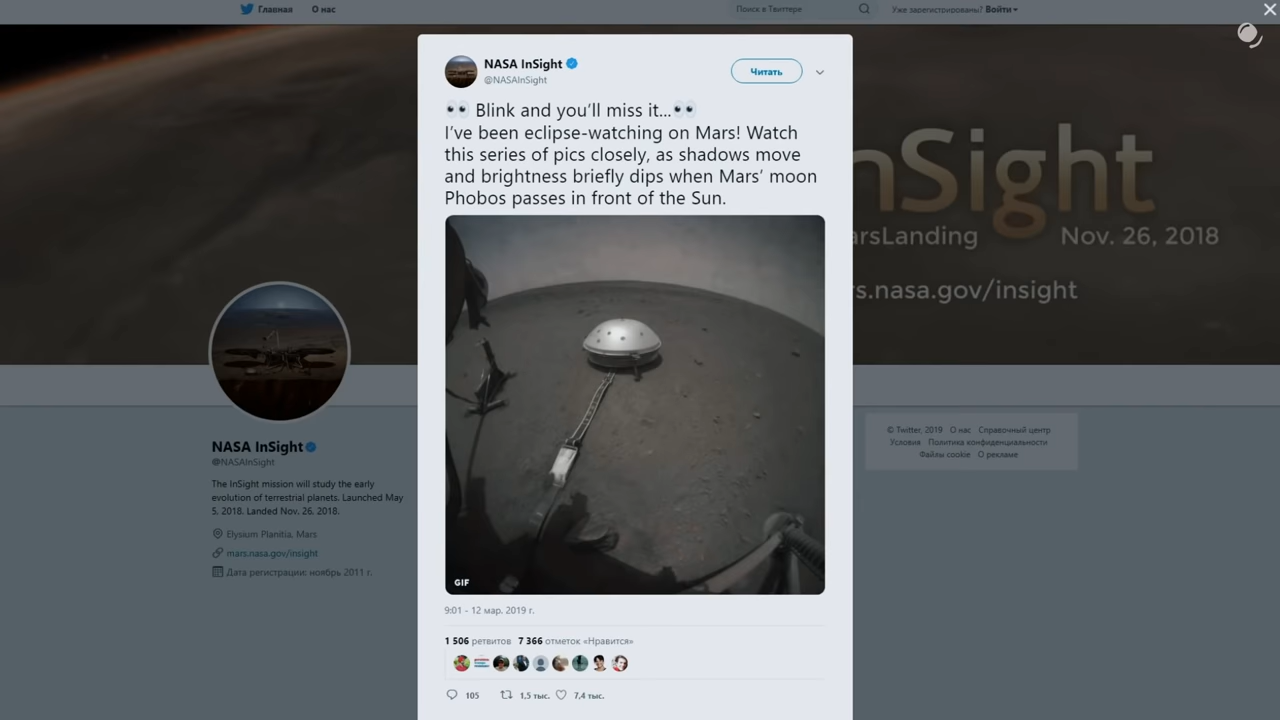 Главная О нас
Поиск в Твиттере
Уже зарегистрированы? Войти
NASA InSight
@NASAInSight
Читать
👀 Blink and you’ll miss it...👀
I’ve been eclipse-watching on Mars! Watch
this series of pics closely, as shadows move
and brightness briefly dips when Mars’ moon
Phobos passes in front of the Sun.
GIF
9:01 - 12 мар. 2019 г.
1 506 ретвитов 7 366 отметок «Нравится»
105 1,5 тыс. 7,4 тыс.
nSight
arsLanding Nov. 26, 2018
s.nasa.gov/insight
NASA InSight
@NASAInSight
The InSight mission will study the early
evolution of terrestrial planets. Launched May
5, 2018. Landed Nov. 26, 2018.
Elysium Planitia, Mars
mars.nasa.gov/insight
Дата регистрации: ноябрь 2011 г.
© Twitter, 2019 О нас Справочный центр
Условия Политика конфиденциальности
Файлы cookie О рекламе